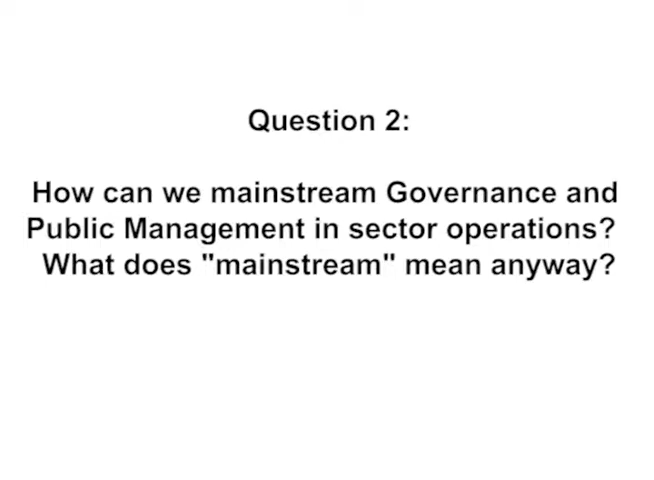 Question 2:
How can we mainstream Governance and
Public Management in sector operations?
What does "mainstream" mean anyway?